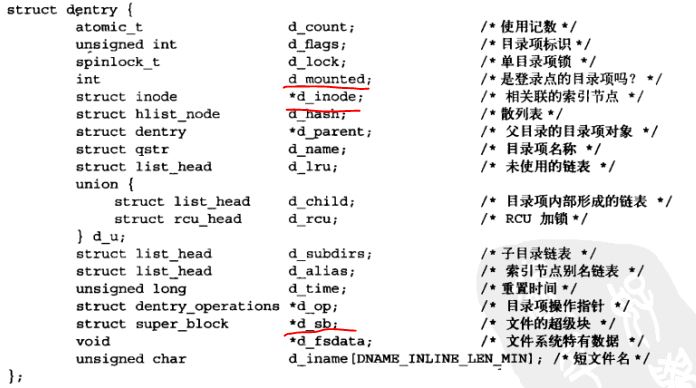 struct dentry {
atomic_t d_count; /* 使用记数 */
unsigned int d_flags; /* 目录项标识 */
spinlock_t d_lock; /* 单目录项锁 */
int d_mounted; /* 是登录点的目录项吗? */
struct inode *d_inode; /* 相关联的索引节点 */
struct hlist_node d_hash; /* 散列表 */
struct dentry *d_parent; /* 父目录的目录项对象 */
struct qstr d_name; /* 目录项名称 */
struct list_head d_lru; /* 未使用的链表 */
union {
struct list_head d_child; /* 目录项内部形成的链表 */
struct rcu_head d_rcu; /* RCU 加锁 */
} d_u;
struct list_head d_subdirs; /* 子目录链表 */
struct list_head d_alias; /* 索引节点别名链表 */
unsigned long d_time; /* 重置时间 */
struct dentry_operations *d_op; /* 目录项操作指针 */
struct super_block *d_sb; /* 文件的超级块 */
void *d_fsdata; /* 文件系统特有数据 */
unsigned char d_iname[DNAME_INLINE_LEN_MIN]; /* 短文件名 */
};